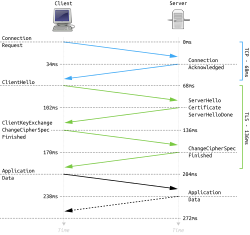 Client
Server
Connection
Request
0ms
34ms
Connection
Acknowledged
TCP - 68ms
ClientHello
68ms
ServerHello
Certificate
ServerHelloDone
102ms
ClientKeyExchange
ChangeCipherSpec
Finished
136ms
TLS - 136ms
ChangeCipherSpec
Finished
170ms
Application
Data
204ms
Application
Data
238ms
272ms
Time
Time